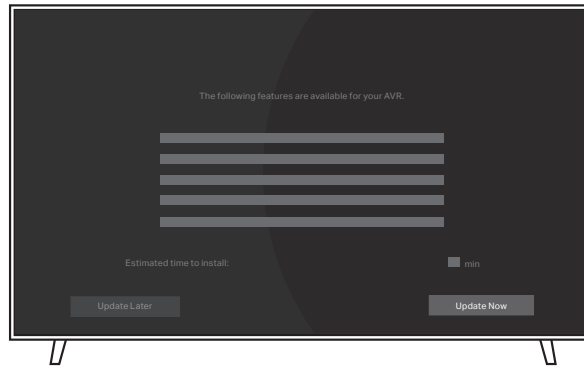 The following features are available for your AVR.
Estimated time to install:
min
Update Later
Update Now